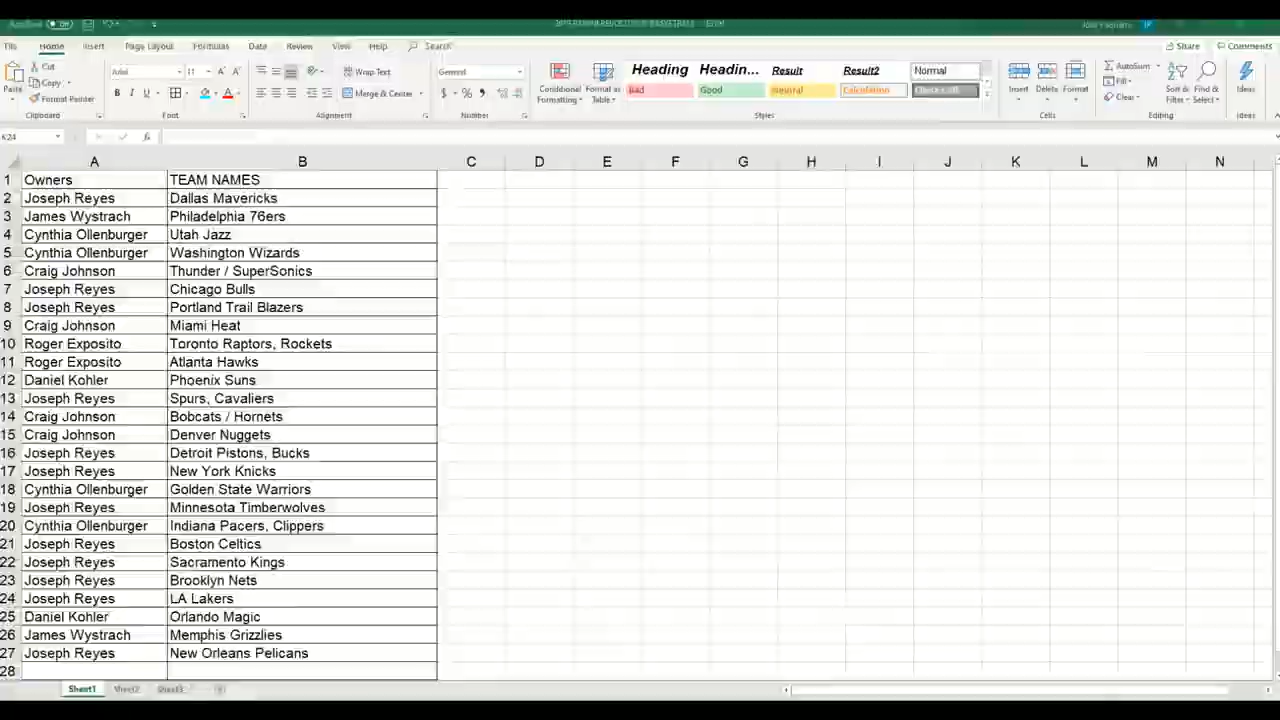 File Home Insert Page Layout Formulas Data Review View Help Search Share Comments
Cut
Copy
Format Painter
Paste
Clipboard
Arial 11
B I U
Font
Wrap Text
Merge & Center
Alignment
General
$ %
Number
Conditional Formatting
Format as Table
Heading Headin... Result Result2 Normal
Bad Good Neutral Calculation Check Cell
Styles
Insert Delete Format
Cells
AutoSum
Fill
Clear
Sort & Filter
Find & Select
Editing
Ideas
Ideas
K24 fx
A B C D E F G H I J K L M N
1 Owners TEAM NAMES
2 Joseph Reyes Dallas Mavericks
3 James Wystrach Philadelphia 76ers
4 Cynthia Ollenburger Utah Jazz
5 Cynthia Ollenburger Washington Wizards
6 Craig Johnson Thunder / SuperSonics
7 Joseph Reyes Chicago Bulls
8 Joseph Reyes Portland Trail Blazers
9 Craig Johnson Miami Heat
10 Roger Exposito Toronto Raptors, Rockets
11 Roger Exposito Atlanta Hawks
12 Daniel Kohler Phoenix Suns
13 Joseph Reyes Spurs, Cavaliers
14 Craig Johnson Bobcats / Hornets
15 Craig Johnson Denver Nuggets
16 Joseph Reyes Detroit Pistons, Bucks
17 Joseph Reyes New York Knicks
18 Cynthia Ollenburger Golden State Warriors
19 Joseph Reyes Minnesota Timberwolves
20 Cynthia Ollenburger Indiana Pacers, Clippers
21 Joseph Reyes Boston Celtics
22 Joseph Reyes Sacramento Kings
23 Joseph Reyes Brooklyn Nets
24 Joseph Reyes LA Lakers
25 Daniel Kohler Orlando Magic
26 James Wystrach Memphis Grizzlies
27 Joseph Reyes New Orleans Pelicans
28
Sheet1 Sheet2 Sheet3